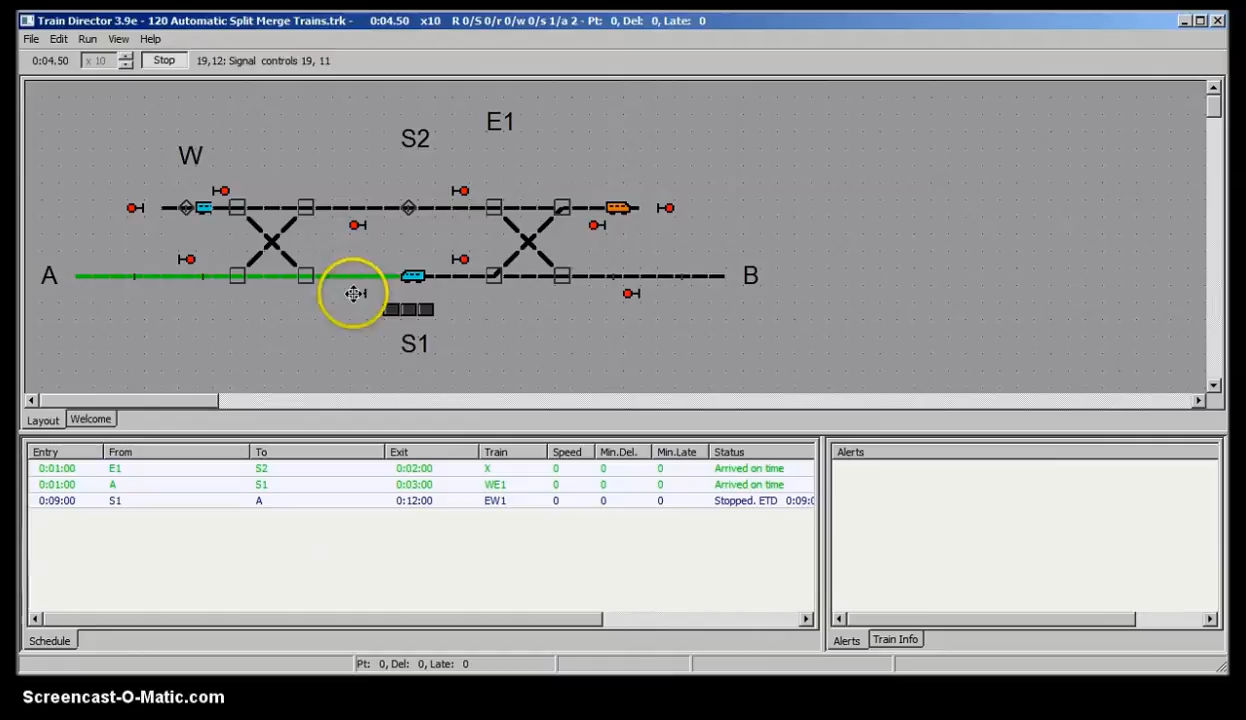 Train Director 3.9e - 120 Automatic Split Merge Trains.trk - 0:04.50 x10 R 0/S 0/r 0/w 0/s 1/a 2 - Pt: 0, Del: 0, Late: 0
File Edit Run View Help
0:04.50 x 10 Stop 19,12: Signal controls 19, 11
E1
S2
W
A B
S1
Layout Welcome
Entry From To Exit Train Speed Min.Del. Min.Late Status Alerts
0:01:00 E1 S2 0:02:00 X 0 0 0 Arrived on time
0:01:00 A S1 0:03:00 WE1 0 0 0 Arrived on time
0:09:00 S1 A 0:12:00 EW1 0 0 0 Stopped. ETD 0:09:0
Schedule Alerts Train Info
Pt: 0, Del: 0, Late: 0
Screencast-O-Matic.com